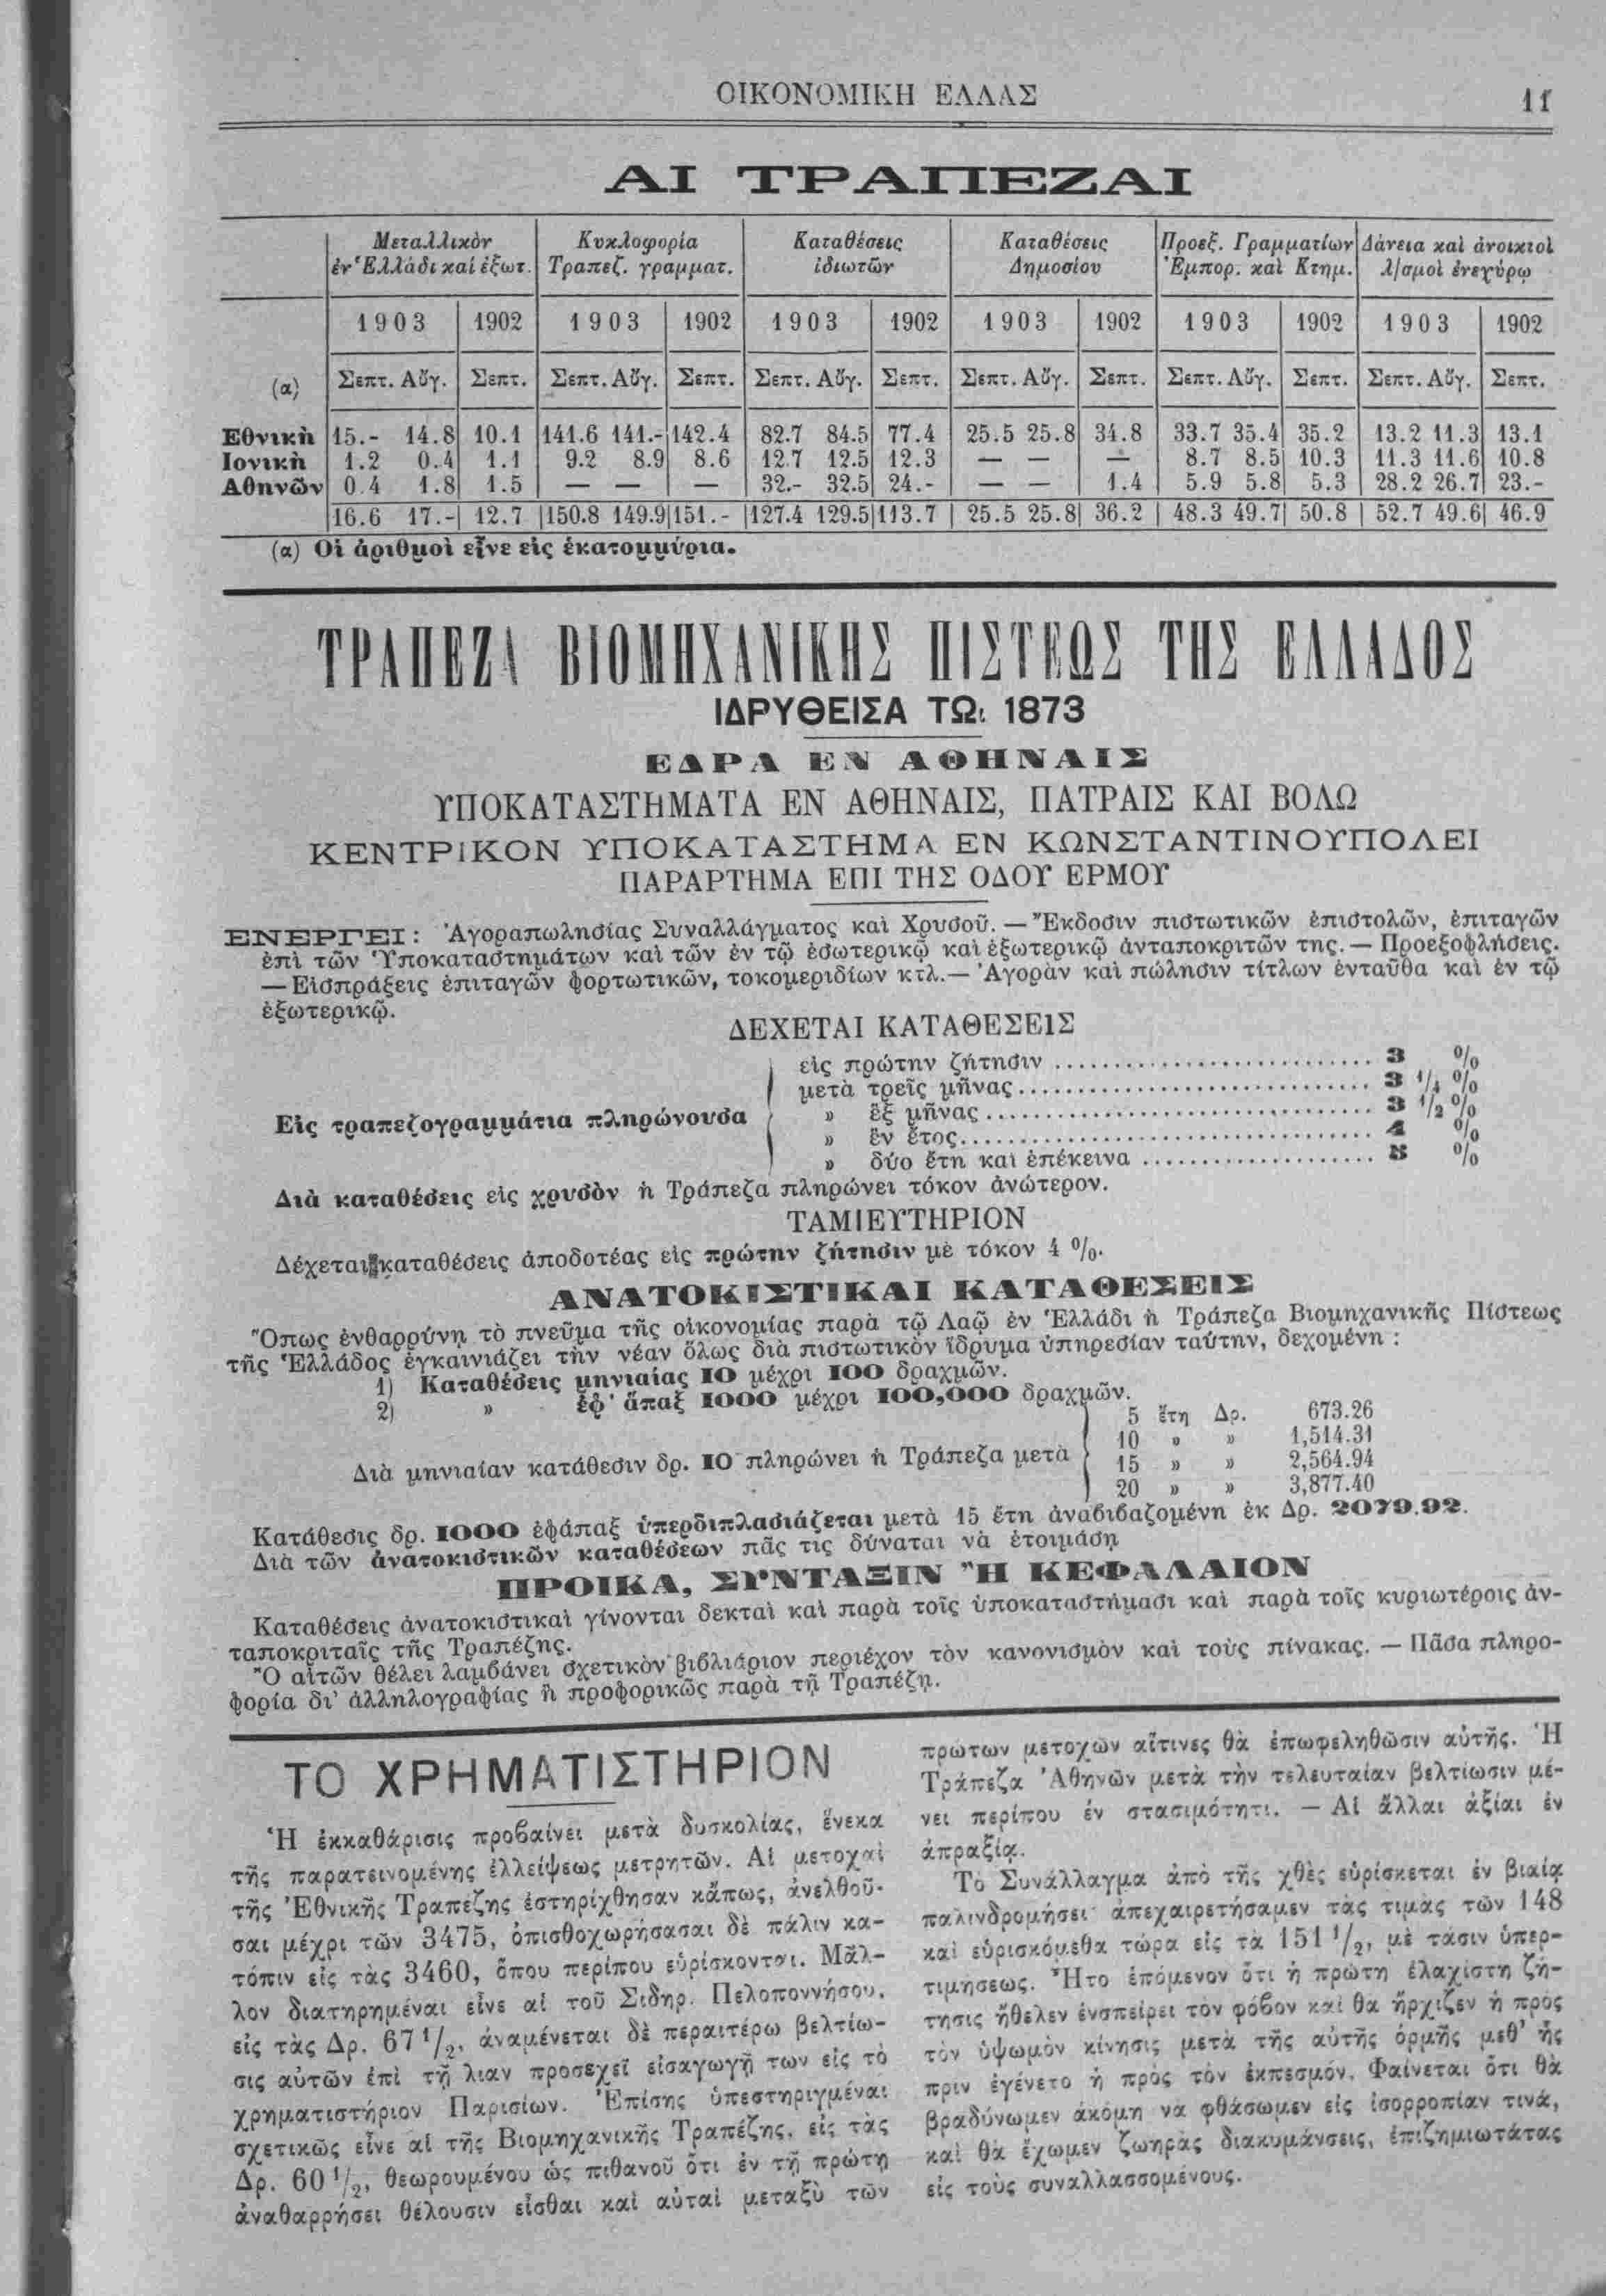 ΟΙΚΟΝΟΜΙΚΗ ΕΛΛΑΣ 11
ΑΙ ΤΡΑΠΕΖΑΙ
Μεταλλικὸν ἐν Ἑλλάδι καὶ ἐξωτ. Κυκλοφορία Τραπεζ. γραμματ. Καταθέσεις ἰδιωτῶν Καταθέσεις Δημοσίου Προεξ. Γραμματίων Ἐμπορ. καὶ Κτημ. Δάνεια καὶ ἀνοικτοὶ λ/σμοὶ ἐνεχύρῳ
1903 1902 1903 1902 1903 1902 1903 1902 1903 1902 1903 1902
(α) Σεπτ. Αὔγ. Σεπτ. Σεπτ. Αὔγ. Σεπτ. Σεπτ. Αὔγ. Σεπτ. Σεπτ. Αὔγ. Σεπτ. Σεπτ. Αὔγ. Σεπτ. Σεπτ. Αὔγ. Σεπτ.
Εθνικὴ 15.- 14.8 10.1 141.6 141.- 142.4 82.7 84.5 77.4 25.5 25.8 34.8 33.7 35.4 35.2 13.2 11.3 13.1
Ιονικὴ 1.2 0.4 1.1 9.2 8.9 8.6 12.7 12.5 12.3 — — — 8.7 8.5 10.3 11.3 11.6 10.8
Αθηνῶν 0.4 1.8 1.5 — — — 32.- 32.5 24.- — — 1.4 5.9 5.8 5.3 28.2 26.7 23.-
16.6 17.- 12.7 150.8 149.9 151.- 127.4 129.5 113.7 25.5 25.8 36.2 48.3 49.7 50.8 52.7 49.6 46.9
(α) Οἱ ἀριθμοὶ εἶνε εἰς ἑκατομμύρια.
ΤΡΑΠΕΖΑ ΒΙΟΜΗΧΑΝΙΚΗΣ ΠΙΣΤΕΩΣ ΤΗΣ ΕΛΛΑΔΟΣ
ΙΔΡΥΘΕΙΣΑ ΤΩι 1873
ΕΔΡΑ ΕΝ ΑΘΗΝΑΙΣ
ΥΠΟΚΑΤΑΣΤΗΜΑΤΑ ΕΝ ΑΘΗΝΑΙΣ, ΠΑΤΡΑΙΣ ΚΑΙ ΒΟΛΩ
ΚΕΝΤΡΙΚΟΝ ΥΠΟΚΑΤΑΣΤΗΜΑ ΕΝ ΚΩΝΣΤΑΝΤΙΝΟΥΠΟΛΕΙ
ΠΑΡΑΡΤΗΜΑ ΕΠΙ ΤΗΣ ΟΔΟΥ ΕΡΜΟΥ
ΕΝΕΡΓΕΙ: Ἀγοραπωλησίας Συναλλάγματος καὶ Χρυσοῦ. — Ἔκδοσιν πιστωτικῶν ἐπιστολῶν, ἐπιταγῶν
ἐπὶ τῶν Ὑποκαταστημάτων καὶ τῶν ἐν τῷ ἐσωτερικῷ καὶ ἐξωτερικῷ ἀνταποκριτῶν της. — Προεξοφλήσεις.
— Εἰσπράξεις ἐπιταγῶν φορτωτικῶν, τοκομεριδίων κτλ. — Ἀγορὰν καὶ πώλησιν τίτλων ἐνταῦθα καὶ ἐν τῷ
ἐξωτερικῷ.
ΔΕΧΕΤΑΙ ΚΑΤΑΘΕΣΕΙΣ
εἰς πρώτην ζήτησιν ........ 3 %
μετὰ τρεῖς μῆνας ........ 3 1/4 %
Εἰς τραπεζογραμμάτια πληρώνουσα » ἓξ μῆνας ........ 3 1/2 %
» ἓν ἔτος ........ 4 %
» δύο ἔτη καὶ ἐπέκεινα ........ 5 %
Διὰ καταθέσεις εἰς χρυσὸν ἡ Τράπεζα πληρώνει τόκον ἀνώτερον.
ΤΑΜΙΕΥΤΗΡΙΟΝ
Δέχεται καταθέσεις ἀποδοτέας εἰς πρώτην ζήτησιν μὲ τόκον 4 %.
ΑΝΑΤΟΚΙΣΤΙΚΑΙ ΚΑΤΑΘΕΣΕΙΣ
Ὅπως ἐνθαρρύνῃ τὸ πνεῦμα τῆς οἰκονομίας παρὰ τῷ Λαῷ ἐν Ἑλλάδι ἡ Τράπεζα Βιομηχανικῆς Πίστεως
τῆς Ἑλλάδος ἐγκαινιάζει τὴν νέαν ὅλως διὰ πιστωτικὸν ἵδρυμα ὑπηρεσίαν ταύτην, δεχομένη :
1) Καταθέσεις μηνιαίας 10 μέχρι 100 δραχμῶν.
2) » ἐφ' ἅπαξ 1000 μέχρι 100,000 δραχμῶν.
5 ἔτη Δρ. 673.26
10 » » 1,514.31
Διὰ μηνιαίαν κατάθεσιν δρ. 10 πληρώνει ἡ Τράπεζα μετὰ 15 » » 2,564.94
20 » » 3,877.40
Κατάθεσις δρ. 1000 ἐφάπαξ ὑπερδιπλασιάζεται μετὰ 15 ἔτη ἀναβιβαζομένη ἐκ Δρ. 2079.92.
Διὰ τῶν ἀνατοκιστικῶν καταθέσεων πᾶς τις δύναται νὰ ἑτοιμάσῃ
ΠΡΟΙΚΑ, ΣΥΝΤΑΞΙΝ Ἢ ΚΕΦΑΛΑΙΟΝ
Καταθέσεις ἀνατοκιστικαὶ γίνονται δεκταὶ καὶ παρὰ τοῖς ὑποκαταστήμασι καὶ παρὰ τοῖς κυριωτέροις ἀν-
ταποκριταῖς τῆς Τραπέζης.
Ὁ αἰτῶν θέλει λαμβάνει σχετικὸν βιβλιάριον περιέχον τὸν κανονισμὸν καὶ τοὺς πίνακας. — Πᾶσα πληρο-
φορία δι' ἀλληλογραφίας ἢ προφορικῶς παρὰ τῇ Τραπέζῃ.
ΤΟ ΧΡΗΜΑΤΙΣΤΗΡΙΟΝ
Ἡ ἐκκαθάρισις προβαίνει μετὰ δυσκολίας, ἕνεκα
τῆς παρατεινομένης ἐλλείψεως μετρητῶν. Αἱ μετοχαὶ
τῆς Ἐθνικῆς Τραπέζης ἐστηρίχθησαν κἄπως, ἀνελθοῦ-
σαι μέχρι τῶν 3475, ὀπισθοχωρήσασαι δὲ πάλιν κα-
τόπιν εἰς τὰς 3460, ὅπου περίπου εὑρίσκονται. Μᾶλ-
λον διατηρημέναι εἶνε αἱ τοῦ Σιδηρ. Πελοποννήσου,
εἰς τὰς Δρ. 67 1/2, ἀναμένεται δὲ περαιτέρω βελτίω-
σις αὐτῶν ἐπὶ τῇ λιαν προσεχεῖ εἰσαγωγῇ των εἰς τὸ
χρηματιστήριον Παρισίων. Ἐπίσης ὑπεστηριγμέναι
σχετικῶς εἶνε αἱ τῆς Βιομηχανικῆς Τραπέζης, εἰς τὰς
Δρ. 60 1/2, θεωρουμένου ὡς πιθανοῦ ὅτι ἐν τῇ πρώτῃ
ἀναθαρρήσει θέλουσιν εἶσθαι καὶ αὐταὶ μεταξὺ τῶν
πρώτων μετοχῶν αἵτινες θὰ ἐπωφεληθῶσιν αὐτῆς. Ἡ
Τράπεζα Ἀθηνῶν μετὰ τὴν τελευταίαν βελτίωσιν μέ-
νει περίπου ἐν στασιμότητι. — Αἱ ἄλλαι ἀξίαι ἐν
ἀπραξίᾳ.
Τὸ Συνάλλαγμα ἀπὸ τῆς χθὲς εὑρίσκεται ἐν βιαίᾳ
παλινδρομήσει· ἀπεχαιρετήσαμεν τὰς τιμὰς τῶν 148
καὶ εὑρισκόμεθα τώρα εἰς τὰ 151 1/2, μὲ τάσιν ὑπερ-
τιμήσεως. Ἦτο ἑπόμενον ὅτι ἡ πρώτη ἐλαχίστη ζή-
τησις ἤθελεν ἐνσπείρει τὸν φόβον καὶ θα ἤρχιζεν ἡ πρὸς
τὸν ὑψωμὸν κίνησις μετὰ τῆς αὐτῆς ὁρμῆς μεθ' ἧς
πριν ἐγένετο ἡ πρὸς τὸν ἐκπεσμόν. Φαίνεται ὅτι θὰ
βραδύνωμεν ἀκόμη νὰ φθάσωμεν εἰς ἰσορροπίαν τινά,
καὶ θὰ ἔχωμεν ζωηρὰς διακυμάνσεις, ἐπιζημιωτάτας
εἰς τοὺς συναλλασσομένους.